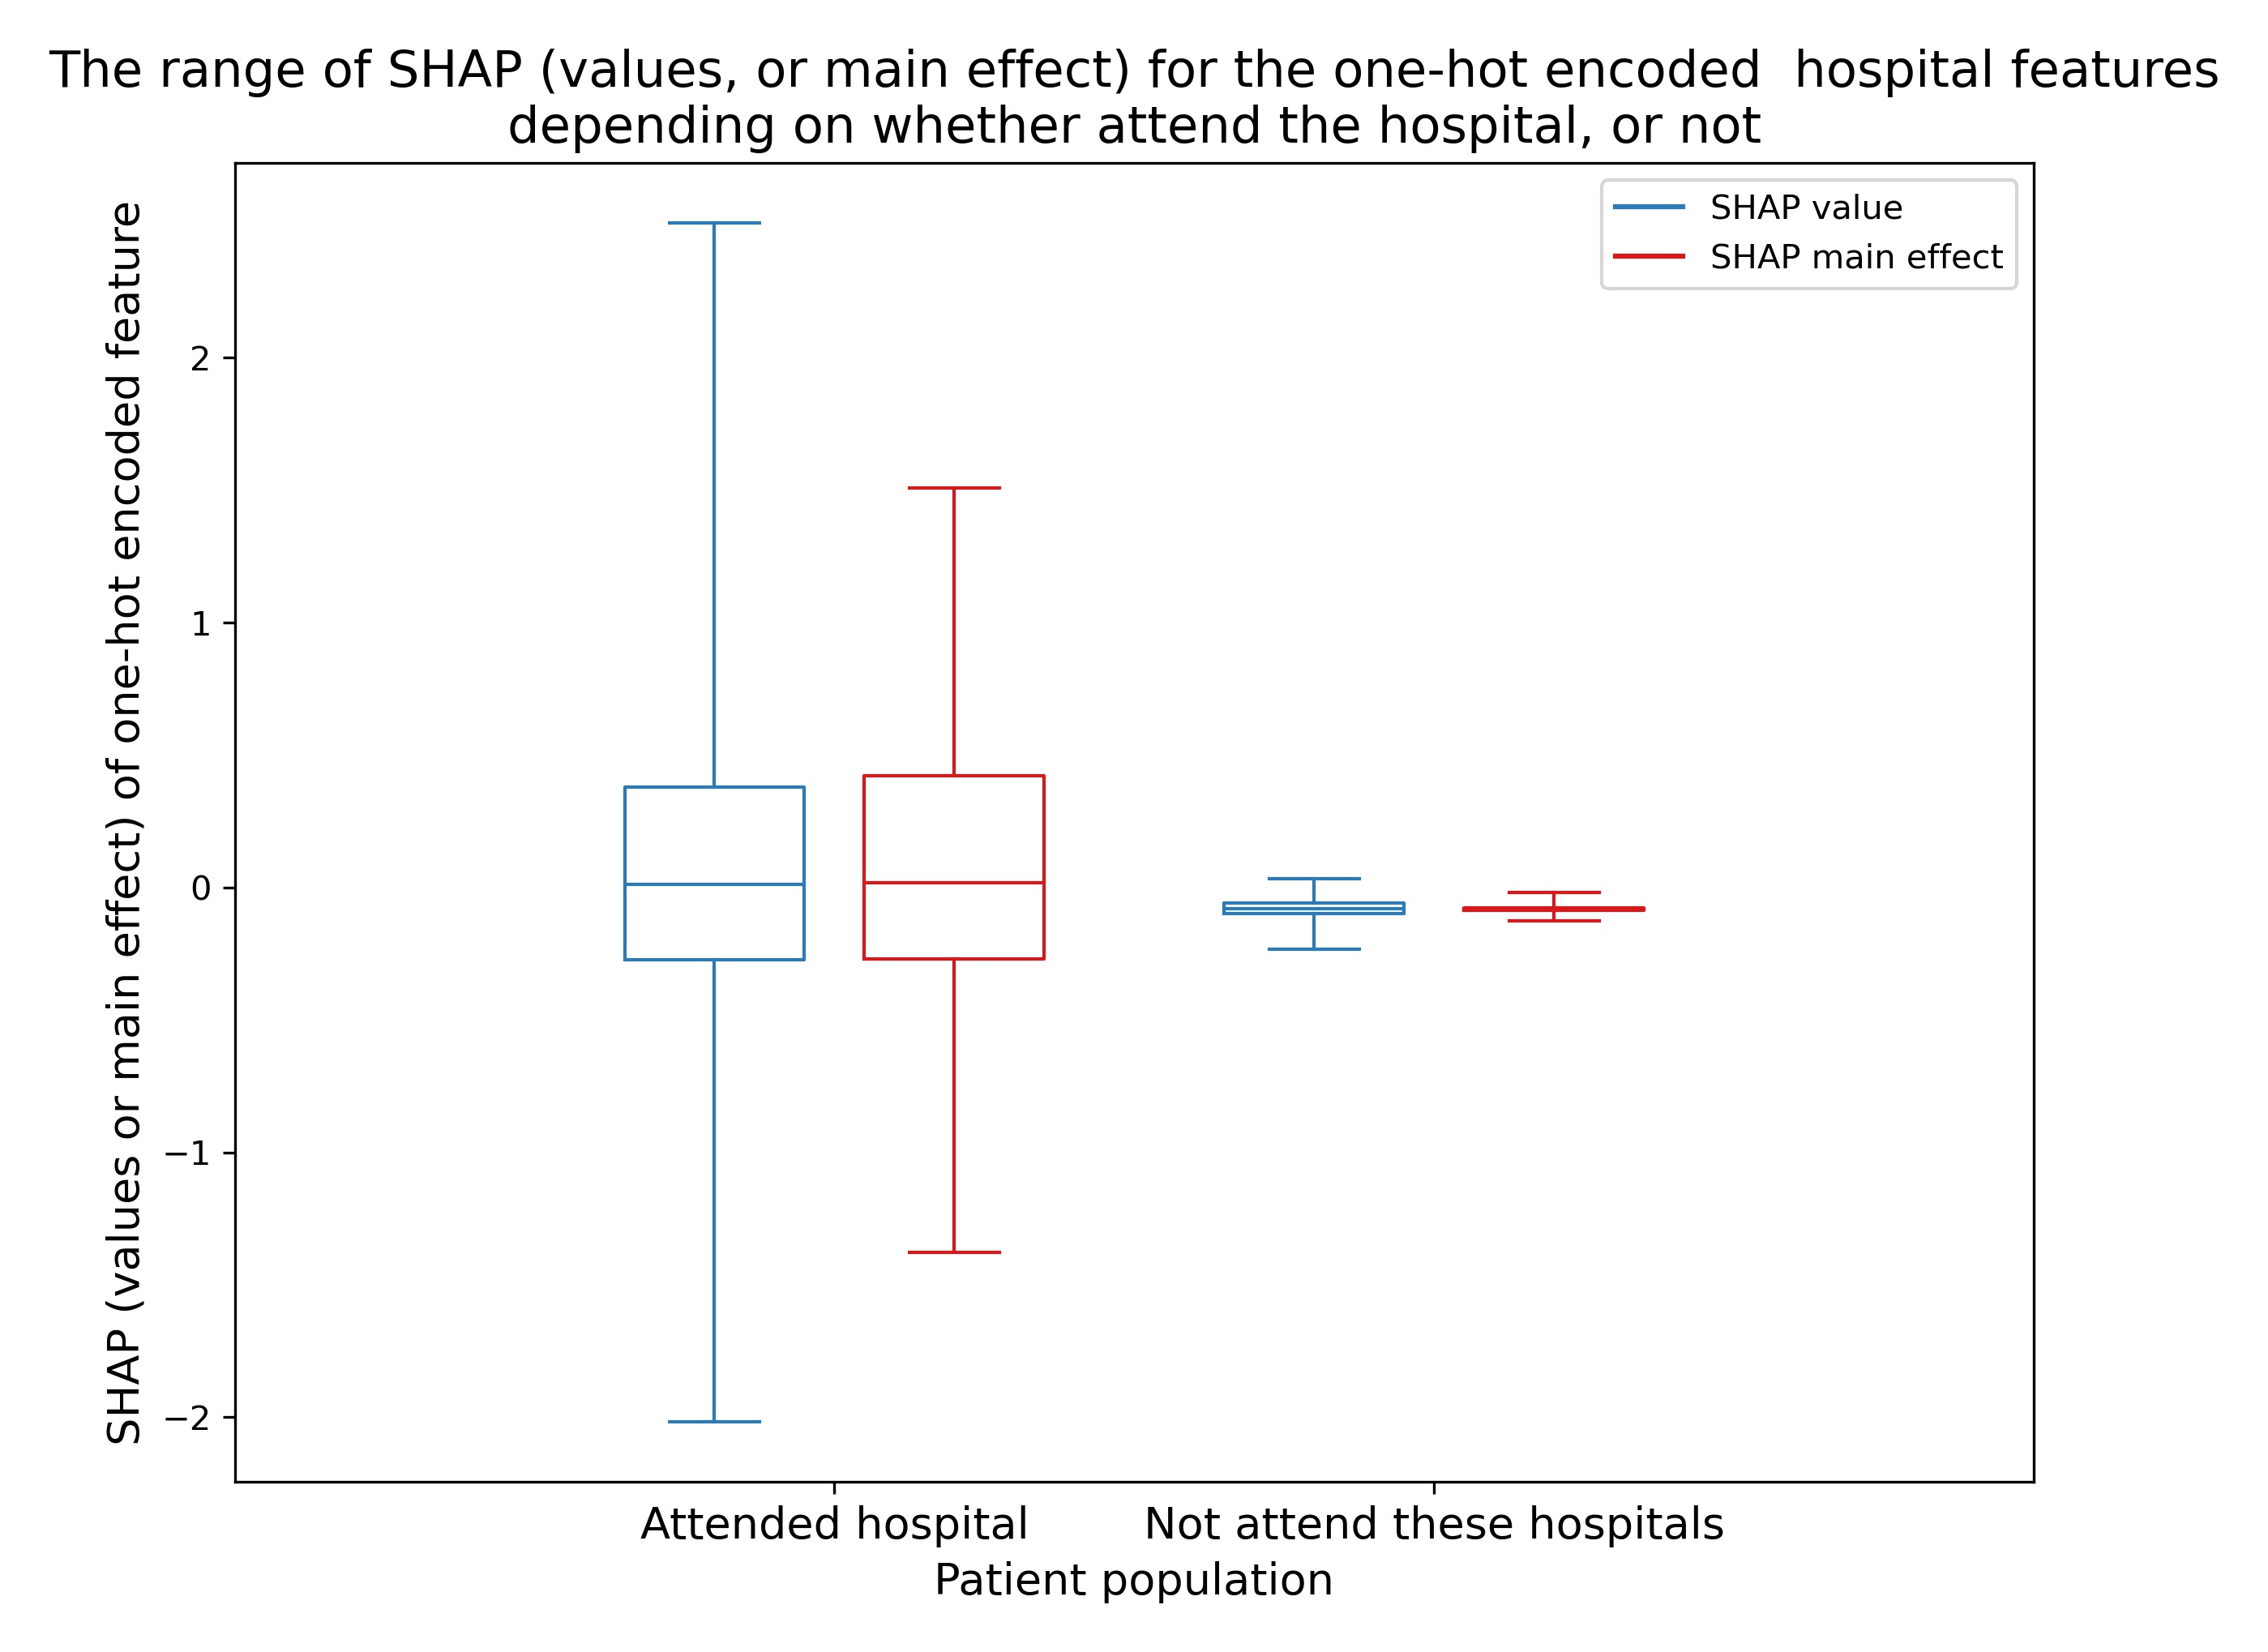 The range of SHAP (values, or main effect) for the one-hot encoded  hospital features
depending on whether attend the hospital, or not
SHAP (values or main effect) of one-hot encoded feature
SHAP value
SHAP main effect
2
1
0
−1
−2
Attended hospital
Not attend these hospitals
Patient population